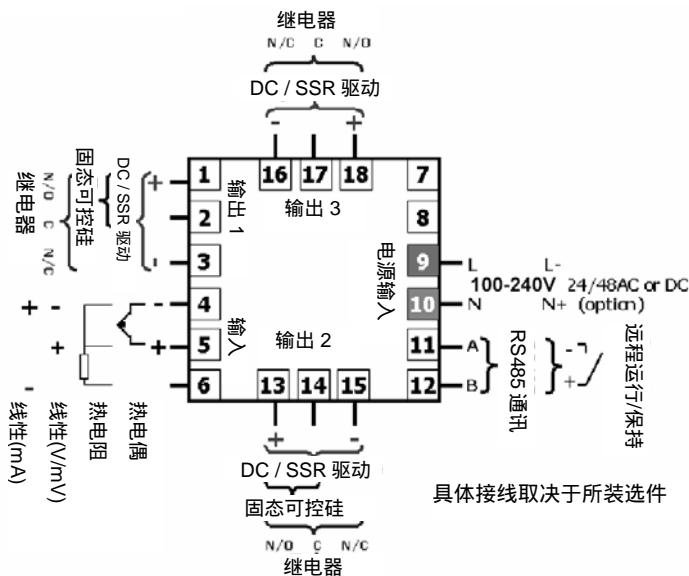 继电器
N/C C N/O
DC / SSR 驱动
- +
1 16 17 18 7
输出 1
输出 3
2 8
3 9
电源输入
L L-
100-240V 24/48AC or DC
N N+ (option)
4 10
输入
5 11
输出 2
6 13 14 15 12
+ -
DC / SSR 驱动
固态可控硅
继电器
N/O C N/C
+ -
- +
+
-
- +
线性(mA)
线性(V/mV)
热电阻
热电偶
A
B
RS485 通讯
- +
远程运行/保持
+ -
DC / SSR 驱动
固态可控硅
N/O C N/C
继电器
具体接线取决于所装选件